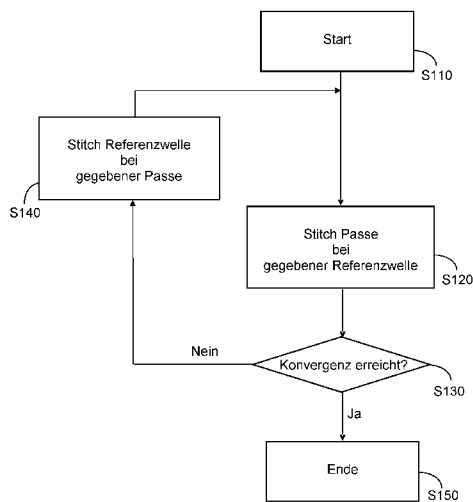 Start
S110
Stitch Referenzwelle
bei
gegebener Passe
S140
Stitch Passe
bei
gegebener Referenzwelle
S120
Konvergenz erreicht?
S130
Nein
Ja
Ende
S150